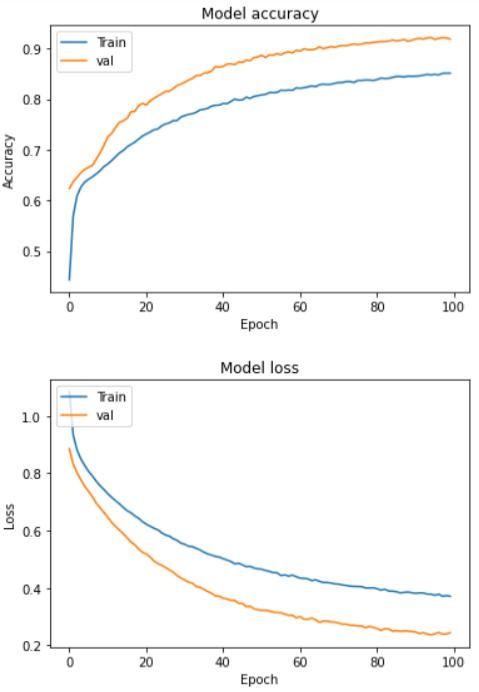 Model accuracy
Train
val
0.9
0.8
0.7
0.6
0.5
Accuracy
0 20 40 60 80 100
Epoch
Model loss
Train
val
1.0
0.8
0.6
0.4
0.2
Loss
0 20 40 60 80 100
Epoch